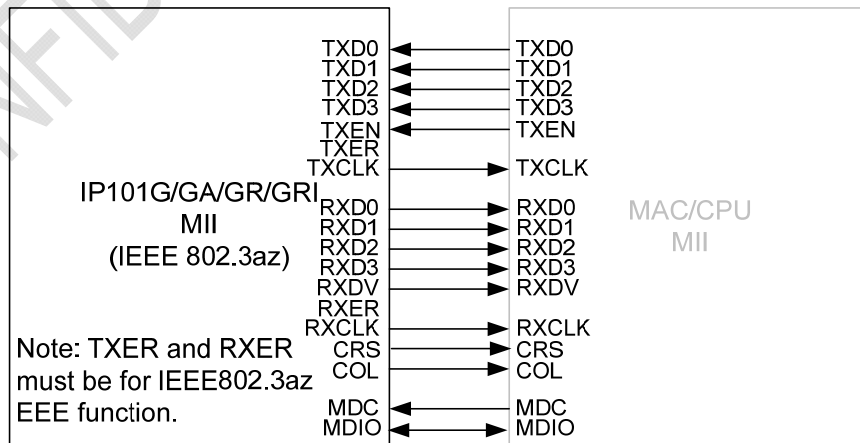 NFID
TXD0 TXD0
TXD1 TXD1
TXD2 TXD2
TXD3 TXD3
TXEN TXEN
TXER
TXCLK TXCLK
IP101G/GA/GR/GRI
MII
(IEEE 802.3az)
RXD0 RXD0
RXD1 RXD1
RXD2 RXD2
RXD3 RXD3
RXDV RXDV
RXER
RXCLK RXCLK
CRS CRS
COL COL
MAC/CPU
MII
Note: TXER and RXER
must be for IEEE802.3az
EEE function.
MDC MDC
MDIO MDIO